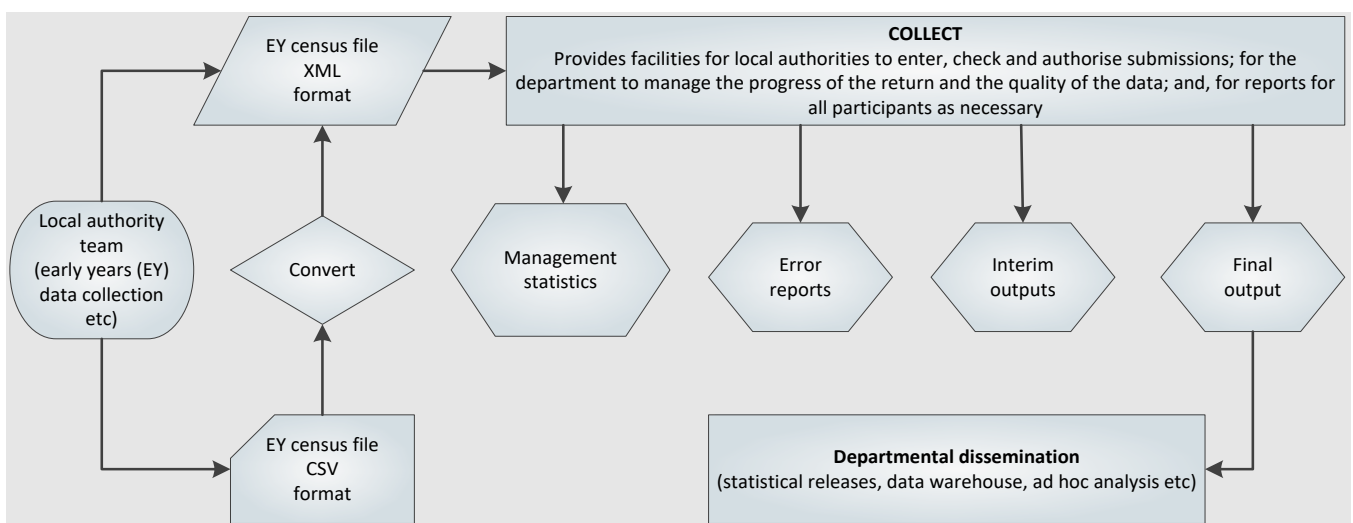 EY census file
XML
format
COLLECT
Provides facilities for local authorities to enter, check and authorise submissions; for the
department to manage the progress of the return and the quality of the data; and, for reports for
all participants as necessary
Local authority
team
(early years (EY)
data collection
etc)
Convert
Management
statistics
Error
reports
Interim
outputs
Final
output
EY census file
CSV
format
Departmental dissemination
(statistical releases, data warehouse, ad hoc analysis etc)